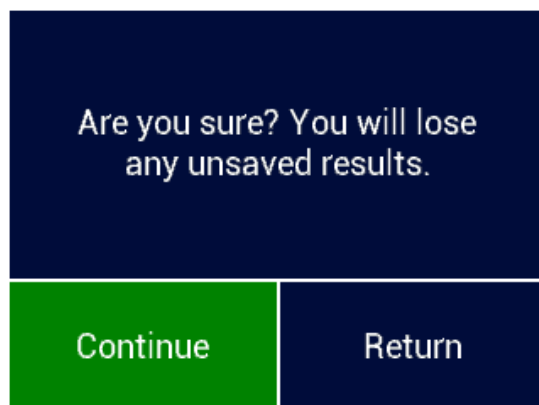 Are you sure? You will lose
any unsaved results.
Continue
Return